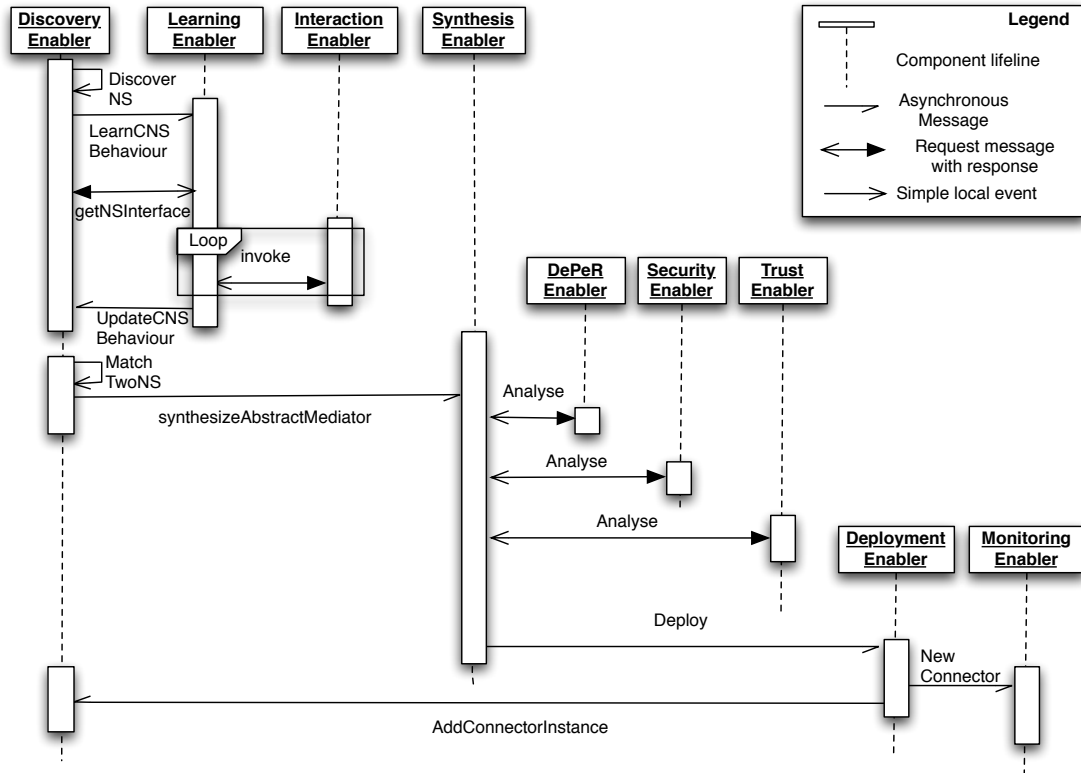 Discovery
Enabler
Learning
Enabler
Interaction
Enabler
Synthesis
Enabler
Legend
Component lifeline
Asynchronous
Message
Request message
with response
Simple local event
Discover
NS
LearnCNS
Behaviour
getNSInterface
Loop
invoke
UpdateCNS
Behaviour
DePeR
Enabler
Security
Enabler
Trust
Enabler
Match
TwoNS
synthesizeAbstractMediator
Analyse
Analyse
Analyse
Deployment
Enabler
Monitoring
Enabler
Deploy
New
Connector
AddConnectorInstance